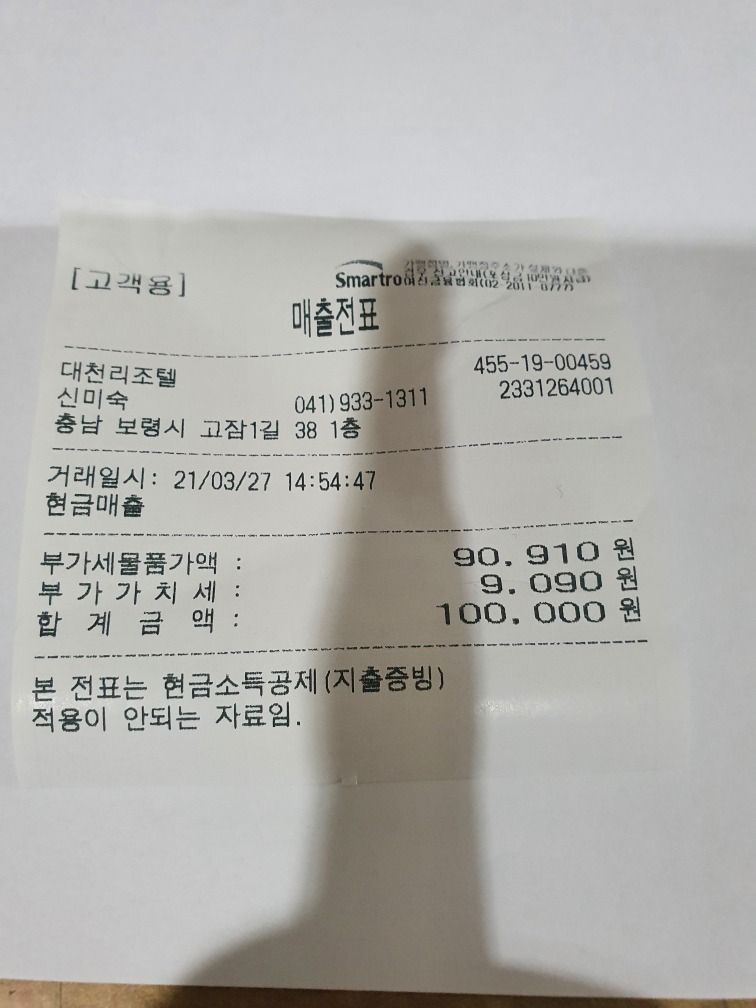 [고객용]
Smartro
매출전표
대천리조텔 455-19-00459
신미숙 041)933-1311 2331264001
충남 보령시 고잠1길 38 1층
거래일시: 21/03/27 14:54:47
현금매출
부가세물품가액 : 90.910 원
부 가 가 치 세 : 9.090 원
합 계 금 액 : 100.000 원
본 전표는 현금소득공제(지출증빙)
적용이 안되는 자료임.